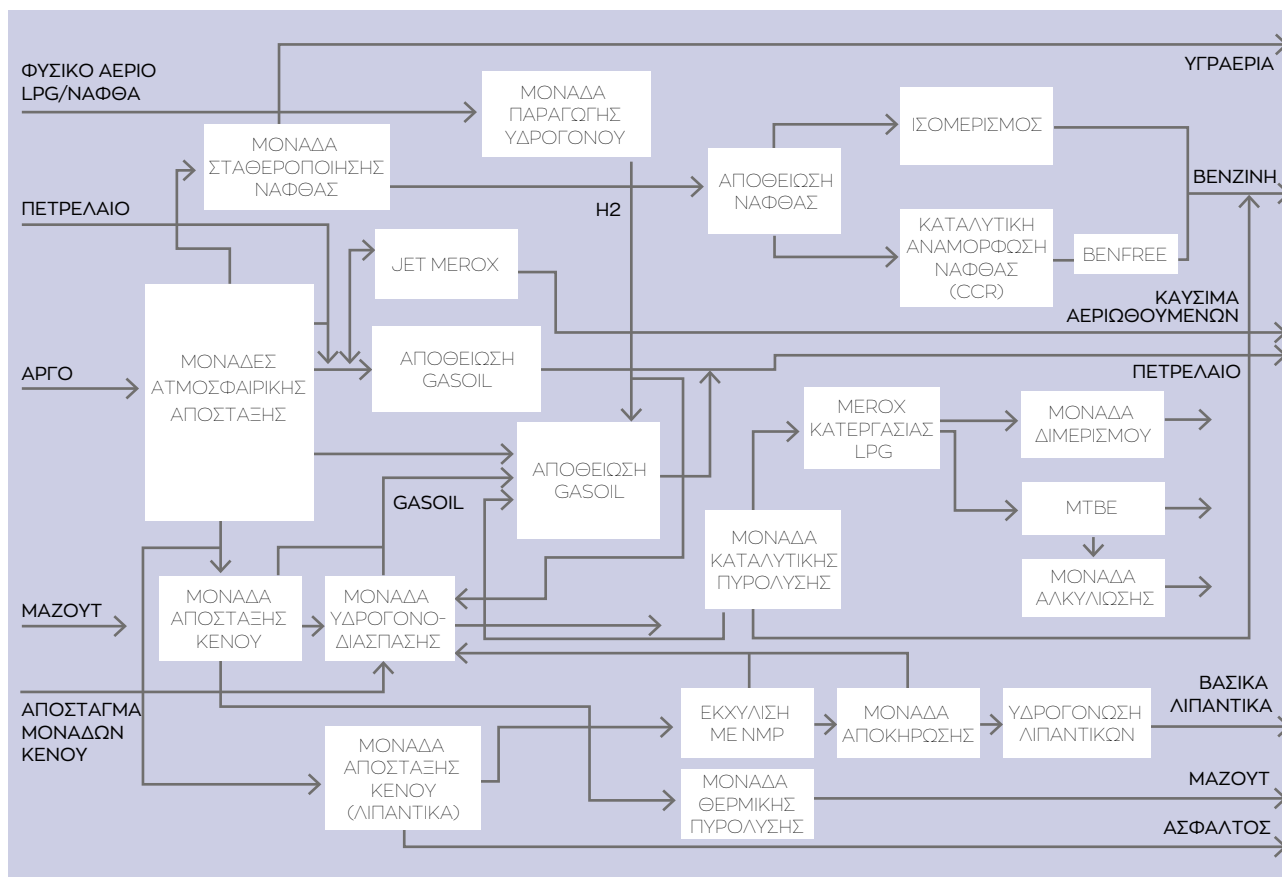 ΥΓΡΑΕΡΙΑ
ΦΥΣΙΚΟ ΑΕΡΙΟ
LPG/ΝΑΦΘΑ
ΜΟΝΑΔΑ
ΠΑΡΑΓΩΓΗΣ
ΥΔΡΟΓΟΝΟΥ
ΙΣΟΜΕΡΙΣΜΟΣ
ΜΟΝΑΔΑ
ΣΤΑΘΕΡΟΠΟΙΗΣΗΣ
ΝΑΦΘΑΣ
ΑΠΟΘΕΙΩΣΗ
ΝΑΦΘΑΣ
ΒΕΝΖΙΝΗ
ΠΕΤΡΕΛΑΙΟ
H2
ΚΑΤΑΛΥΤΙΚΗ
ΑΝΑΜΟΡΦΩΣΗ
ΝΑΦΘΑΣ
(CCR)
BENFREE
JET MEROX
ΚΑΥΣΙΜΑ
ΑΕΡΙΩΘΟΥΜΕΝΩΝ
ΜΟΝΑΔΕΣ
ΑΤΜΟΣΦΑΙΡΙΚΗΣ
ΑΠΟΣΤΑΞΗΣ
ΑΠΟΘΕΙΩΣΗ
GASOIL
ΑΡΓΟ
ΠΕΤΡΕΛΑΙΟ
MEROX
ΚΑΤΕΡΓΑΣΙΑΣ
LPG
ΜΟΝΑΔΑ
ΔΙΜΕΡΙΣΜΟΥ
ΑΠΟΘΕΙΩΣΗ
GASOIL
GASOIL
MTBE
ΜΟΝΑΔΑ
ΚΑΤΑΛΥΤΙΚΗΣ
ΠΥΡΟΛΥΣΗΣ
ΜΟΝΑΔΑ
ΑΛΚΥΛΙΩΣΗΣ
ΜΑΖΟΥΤ
ΜΟΝΑΔΑ
ΑΠΟΣΤΑΞΗΣ
ΚΕΝΟΥ
ΜΟΝΑΔΑ
ΥΔΡΟΓΟΝΟ-
ΔΙΑΣΠΑΣΗΣ
ΑΠΟΣΤΑΓΜΑ
ΜΟΝΑΔΩΝ
ΚΕΝΟΥ
ΕΚΧΥΛΙΣΗ
ΜΕ NMP
ΜΟΝΑΔΑ
ΑΠΟΚΗΡΩΣΗΣ
ΥΔΡΟΓΟΝΩΣΗ
ΛΙΠΑΝΤΙΚΩΝ
ΒΑΣΙΚΑ
ΛΙΠΑΝΤΙΚΑ
ΜΟΝΑΔΑ
ΑΠΟΣΤΑΞΗΣ
ΚΕΝΟΥ
(ΛΙΠΑΝΤΙΚΑ)
ΜΟΝΑΔΑ
ΘΕΡΜΙΚΗΣ
ΠΥΡΟΛΥΣΗΣ
ΜΑΖΟΥΤ
ΑΣΦΑΛΤΟΣ